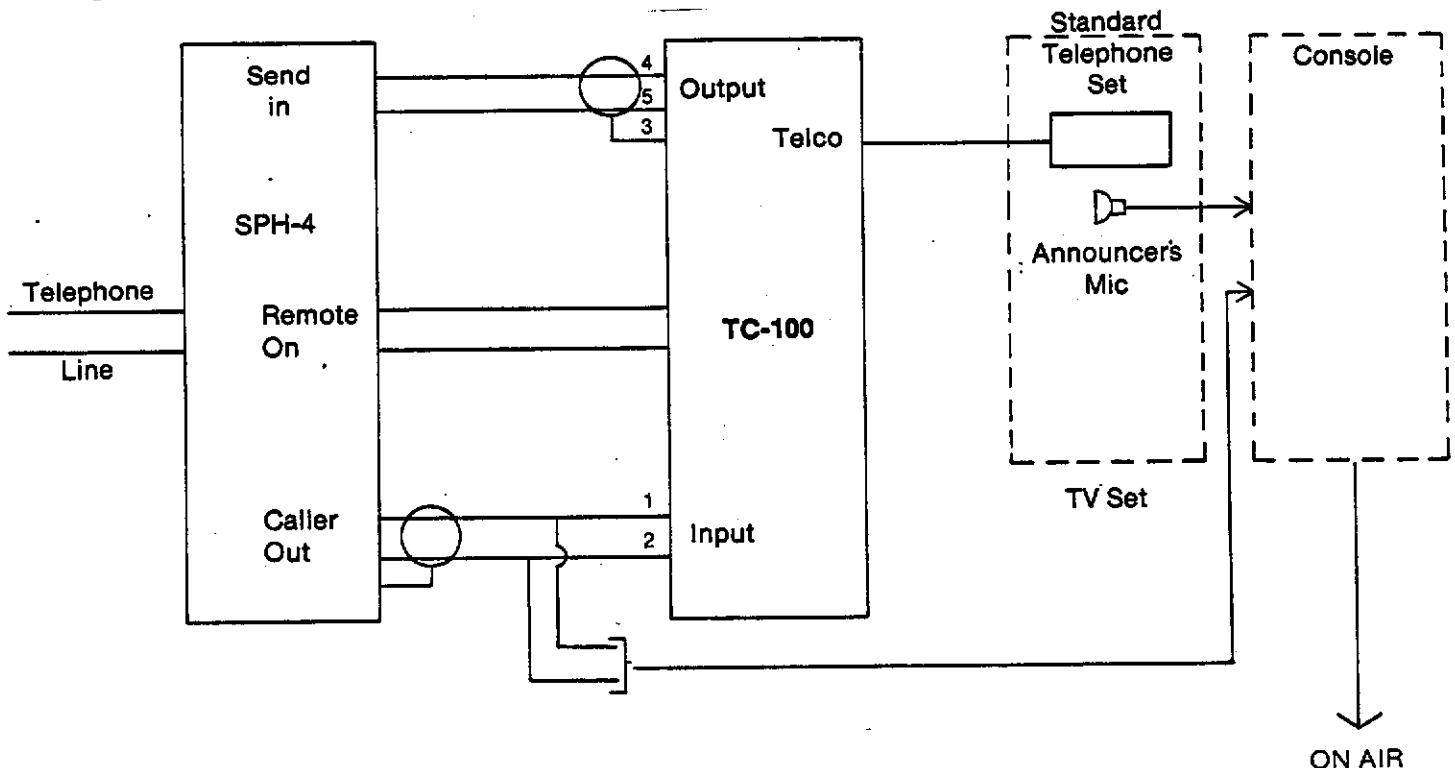 Send
in
4
5
3
Output
Telco
Standard
Telephone
Set
Console
SPH-4
Announcer's
Mic
Telephone
Line
Remote
On
TC-100
Caller
Out
1
2
Input
TV Set
ON AIR